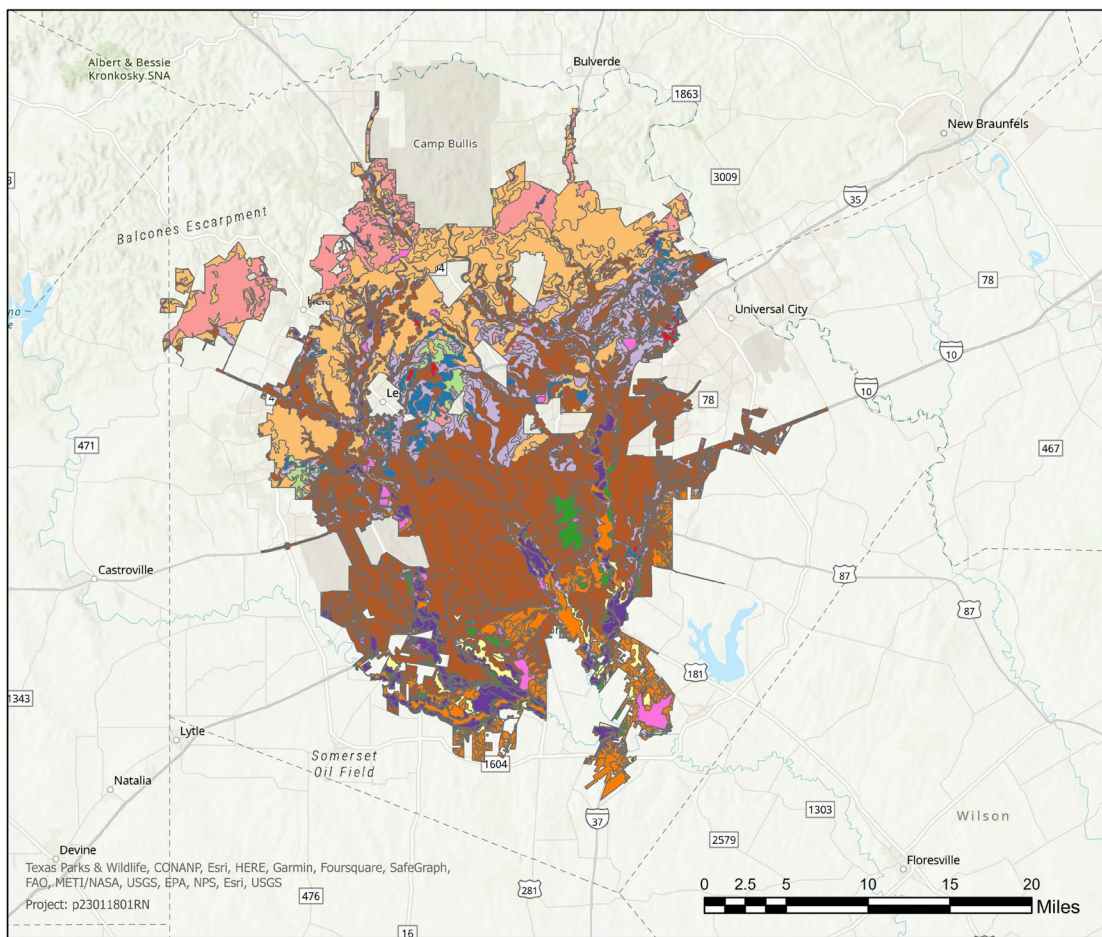 Albert & Bessie
Kronkosky SNA
Bulverde
1863
Camp Bullis
New Braunfels
3009
35
Balcones Escarpment
78
Universal City
10
10
78
471
467
Castroville
87
87
181
1343
Lytle
Somerset
Oil Field
1604
Natalia
37
1303
Wilson
2579
Devine
Floresville
Texas Parks & Wildlife, CONANP, Esri, HERE, Garmin, Foursquare, SafeGraph,
FAO, METI/NASA, USGS, EPA, NPS, Esri, USGS
476
281
Project: p23011801RN
16
0 2.5 5 10 15 20
Miles